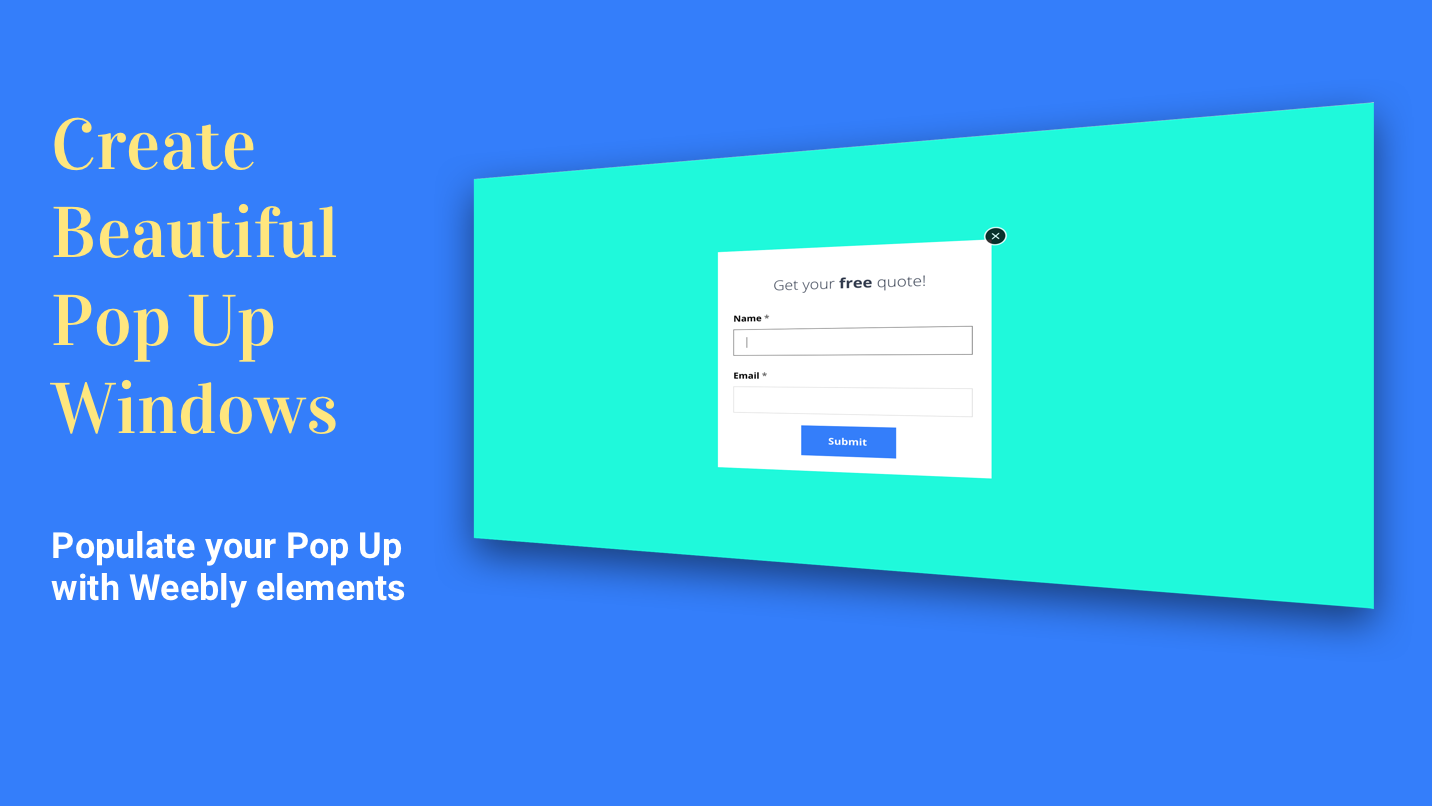 Create
Beautiful
Pop Up
Windows
Populate your Pop Up
with Weebly elements
Get your free quote!
Name *
Email *
Submit